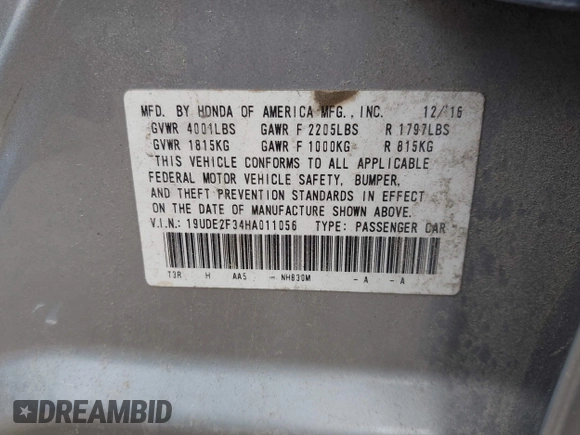 MFD. BY HONDA OF AMERICA MFG., INC. 12/16
GVWR 4001LBS GAWR F 2205LBS R 1797LBS
GVWR 1815KG GAWR F 1000KG R 815KG
THIS VEHICLE CONFORMS TO ALL APPLICABLE
FEDERAL MOTOR VEHICLE SAFETY, BUMPER,
AND THEFT PREVENTION STANDARDS IN EFFECT
ON THE DATE OF MANUFACTURE SHOWN ABOVE.
V.I.N.: 19UDE2F34HA011056 TYPE: PASSENGER CAR
T3R H AA5 - NH830M - A - A
DREAMBID